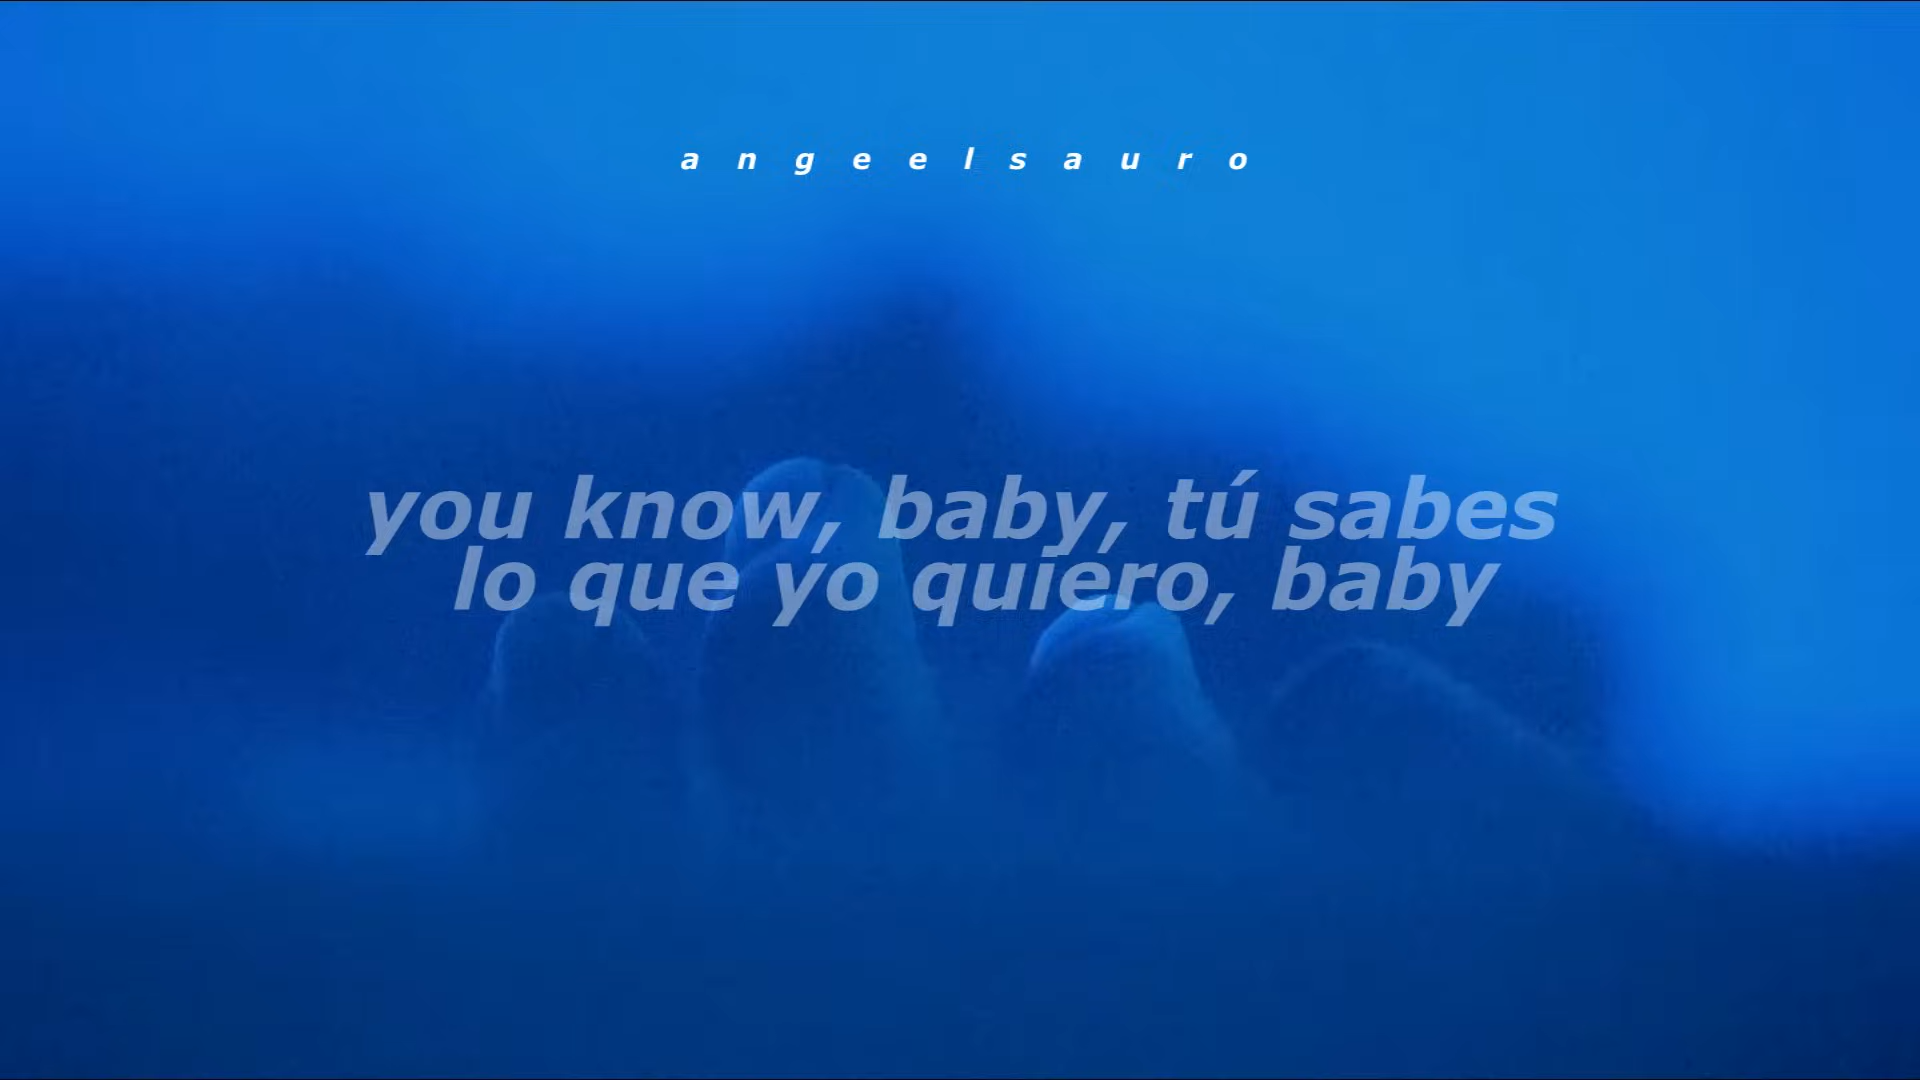 a n g e e l s a u r o
you know, baby, tú sabes
lo que yo quiero, baby